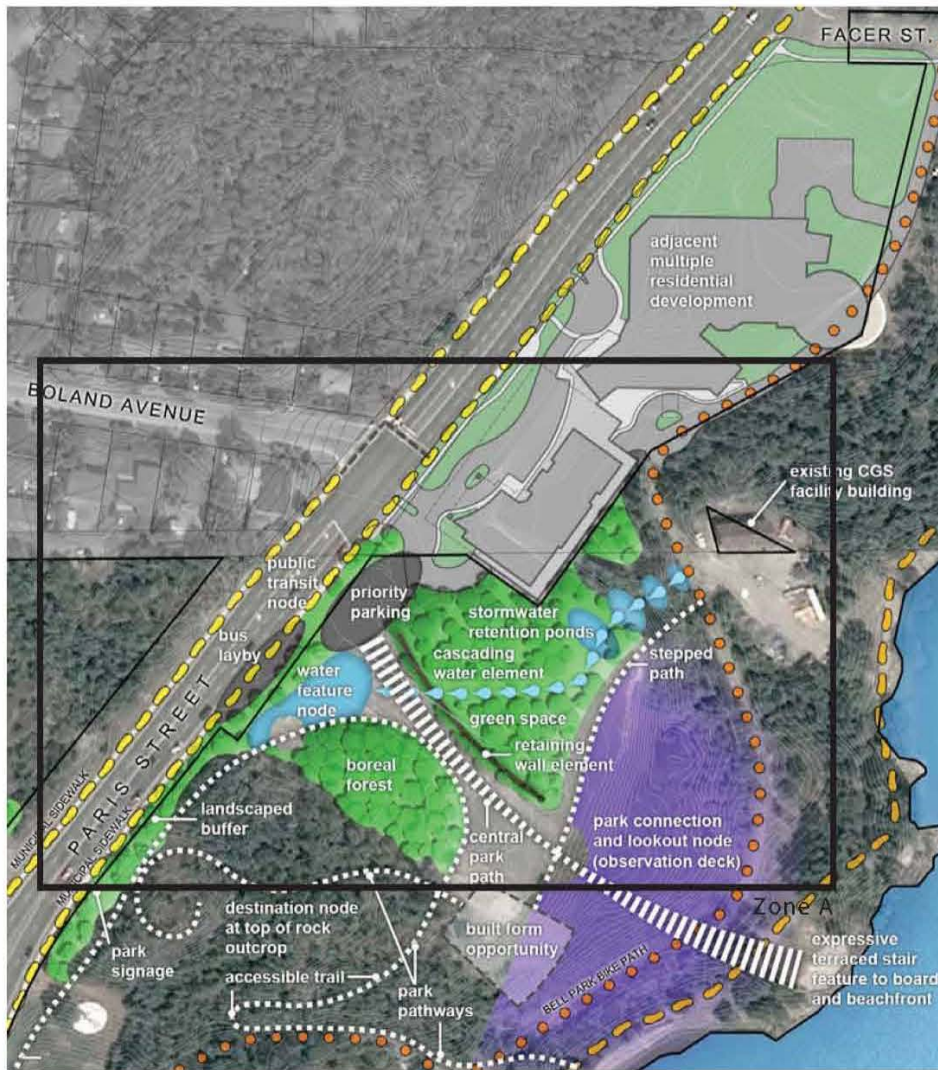 FACER ST.
adjacent
multiple
residential
development
BOLAND AVENUE
existing CGS
facility building
public
transit
node
priority
parking
stormwater
retention ponds
cascading
water element
bus
layby
stepped
path
water
feature
node
green space
retaining
wall element
boreal
forest
PARIS STREET
MUNICIPAL SIDEWALK
MUNICIPAL SIDEWALK
landscaped
buffer
central
park
path
park connection
and lookout node
(observation deck)
Zone A
destination node
at top of rock
outcrop
built form
opportunity
park
signage
accessible trail
park
pathways
BELL PARK BIKE PATH
expressive
terraced stair
feature to board
and beachfront